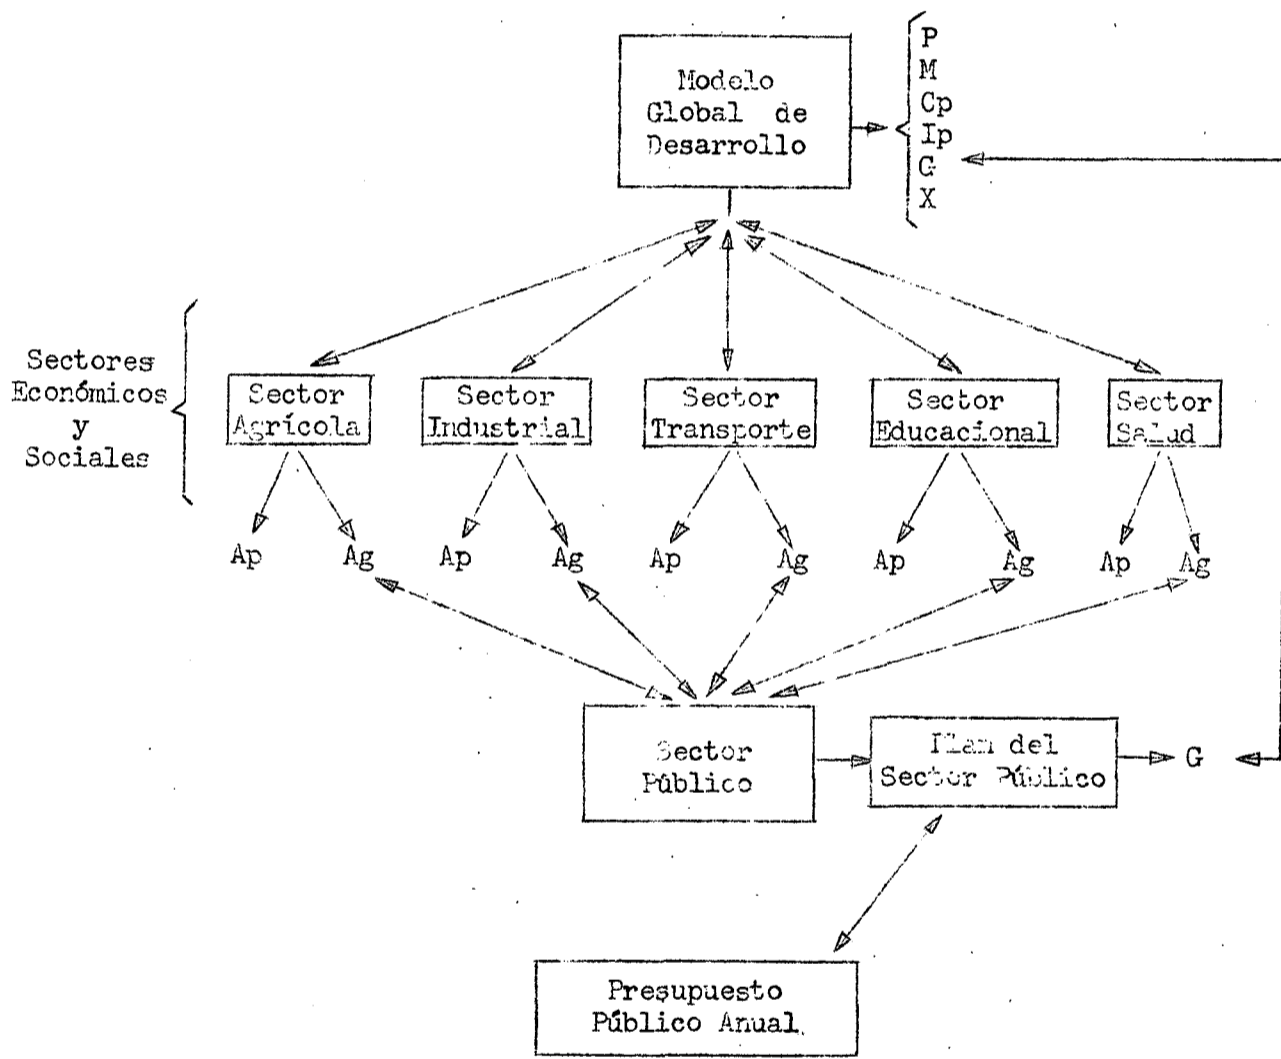 Modelo
Global de
Desarrollo
P
M
Cp
Ip
G
X
Sectores
Económicos
y
Sociales
Sector
Agrícola
Sector
Industrial
Sector
Transporte
Sector
Educacional
Sector
Salud
Ap
Ag
Ap
Ag
Ap
Ag
Ap
Ag
Ap
Ag
Sector
Público
Plan del
Sector Público
G
Presupuesto
Público Anual.